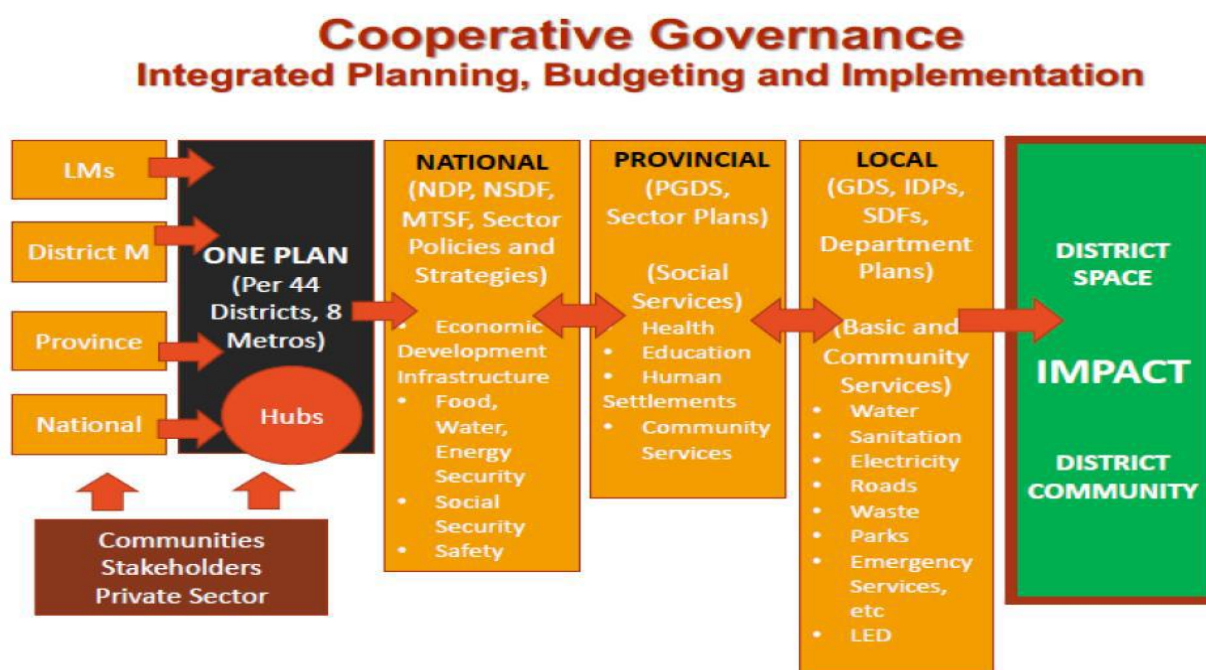 Cooperative Governance
Integrated Planning, Budgeting and Implementation
LMs
District M
Province
National
ONE PLAN
(Per 44
Districts, 8
Metros)
Hubs
Communities
Stakeholders
Private Sector
NATIONAL
(NDP, NSDF,
MTSF, Sector
Policies and
Strategies)
• Economic
Development
Infrastructure
• Food,
Water,
Energy
Security
• Social
Security
• Safety
PROVINCIAL
(PGDS,
Sector Plans)
(Social
Services)
• Health
• Education
• Human
Settlements
• Community
Services
LOCAL
(GDS, IDPs,
SDFs,
Department
Plans)
(Basic and
Community
Services)
• Water
• Sanitation
• Electricity
• Roads
• Waste
• Parks
• Emergency
Services,
etc
• LED
DISTRICT
SPACE
IMPACT
DISTRICT
COMMUNITY